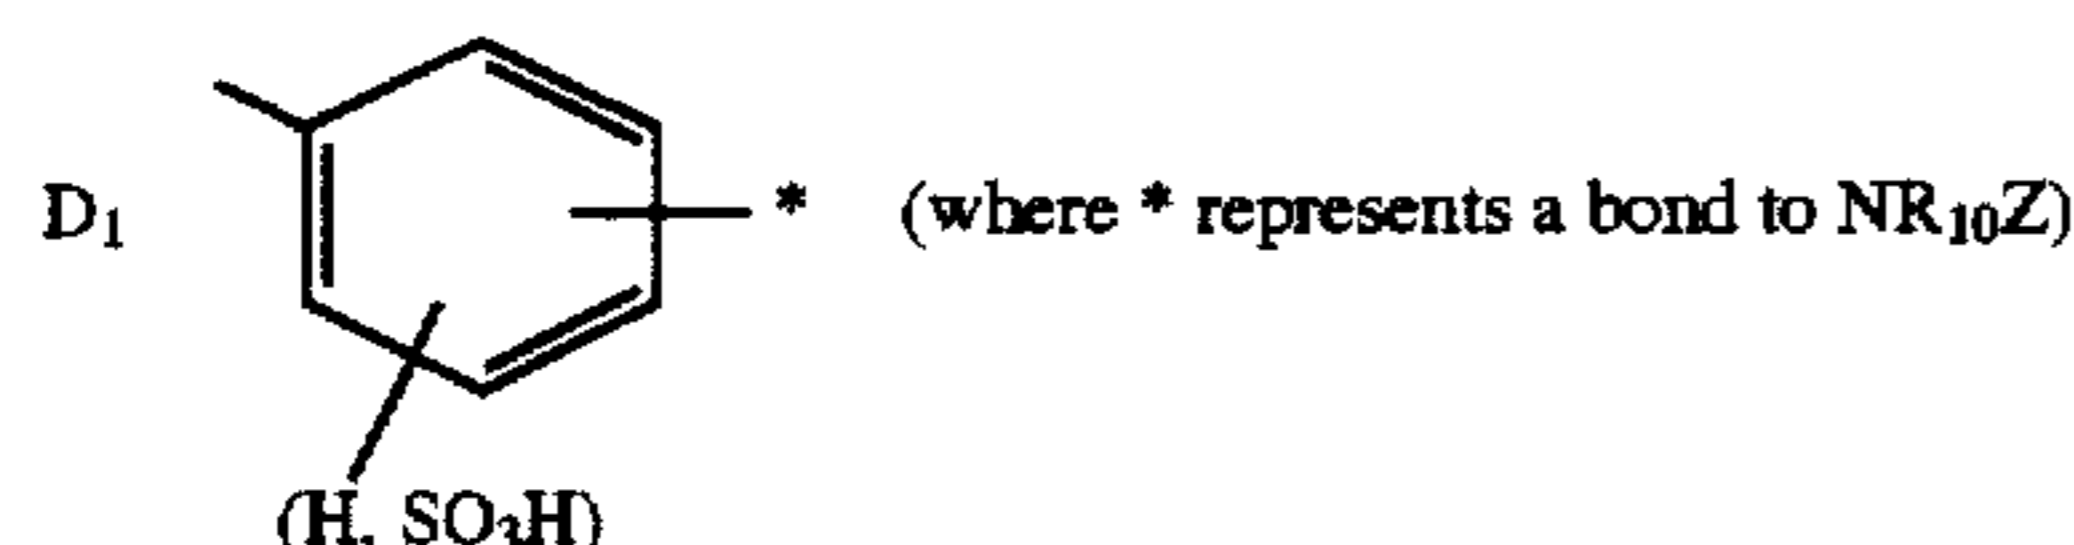 D₁ * (where * represents a bond to NR₁₀Z)
(H, SO₃H)